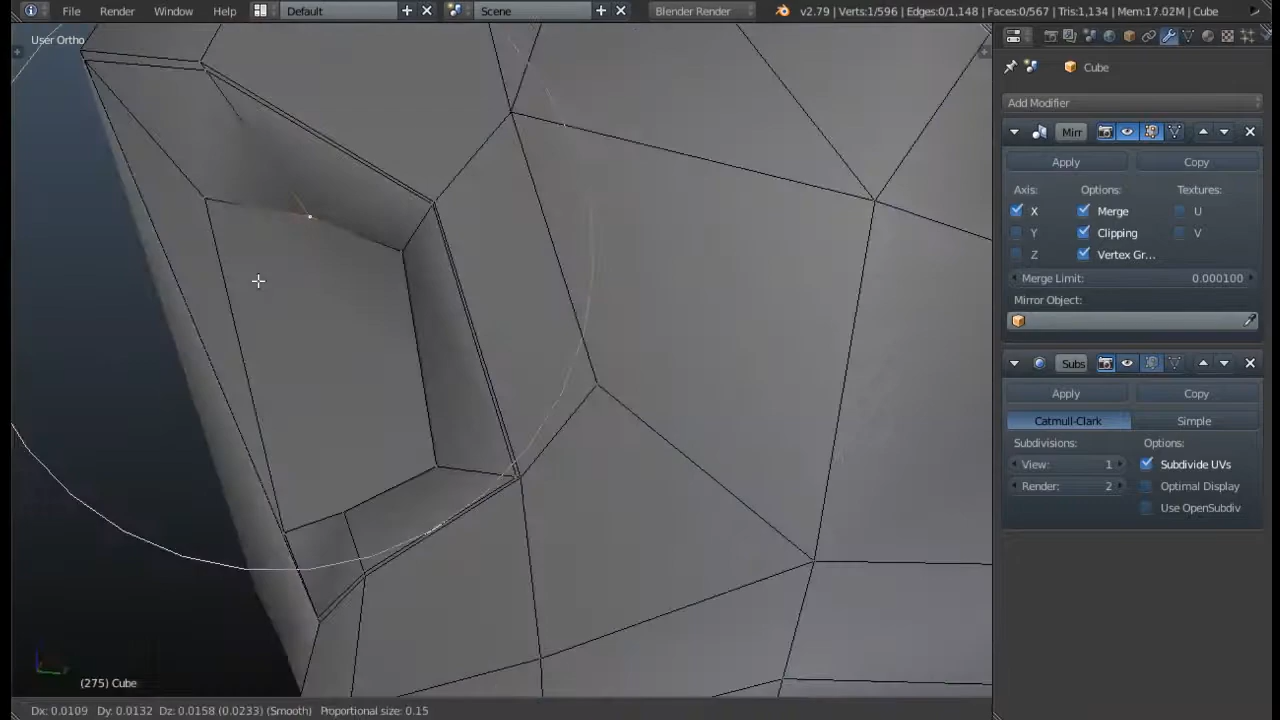 File Render Window Help Default Scene Blender Render v2.79 | Verts:1/596 | Edges:0/1,148 | Faces:0/567 | Tris:1,134 | Mem:17.02M | Cube
User Ortho
Cube
Add Modifier
Mirr
Apply Copy
Axis: Options: Textures:
X Merge U
Y Clipping V
Z Vertex Gr...
Merge Limit: 0.000100
Mirror Object:
Subs
Apply Copy
Catmull-Clark Simple
Subdivisions: Options:
View: 1 Subdivide UVs
Render: 2 Optimal Display
Use OpenSubdiv
(275) Cube
Dx: 0.0109 Dy: 0.0132 Dz: 0.0158 (0.0233) (Smooth) Proportional size: 0.15